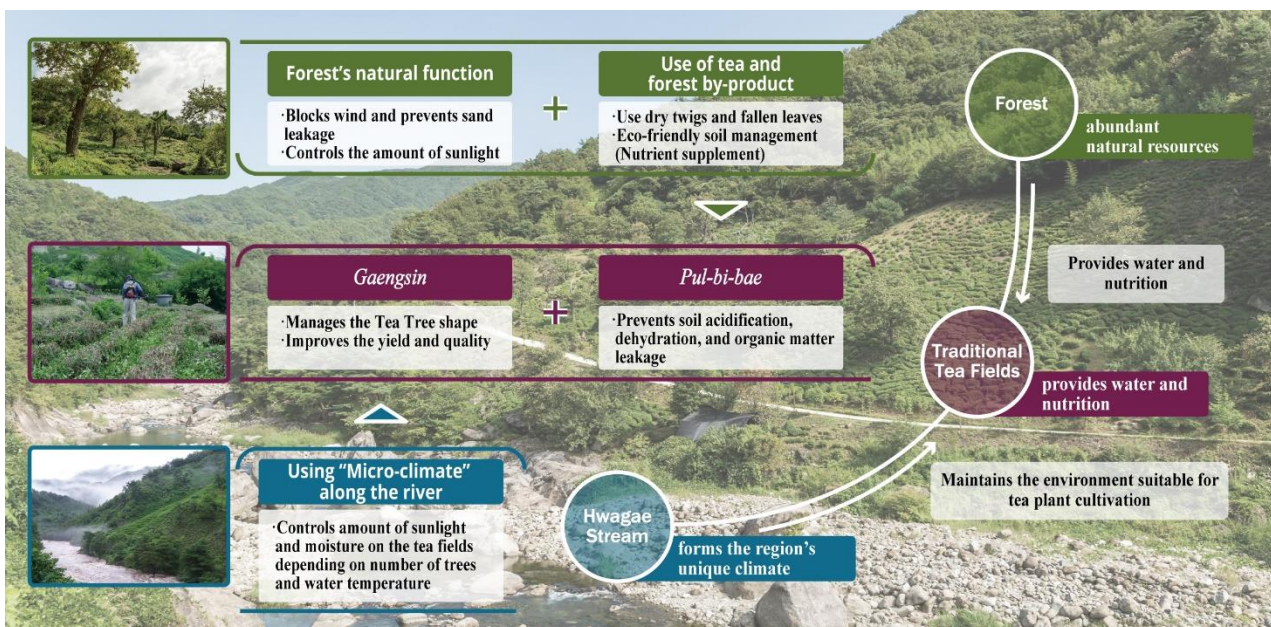 Forest's natural function
·Blocks wind and prevents sand
leakage
·Controls the amount of sunlight
+
Use of tea and
forest by-product
·Use dry twigs and fallen leaves
·Eco-friendly soil management
(Nutrient supplement)
Forest
abundant
natural resources
Provides water and
nutrition
Gaengsin
·Manages the Tea Tree shape
·Improves the yield and quality
+
Pul-bi-bae
·Prevents soil acidification,
dehydration, and organic matter
leakage
Traditional
Tea Fields
provides water and
nutrition
Using “Micro-climate”
along the river
·Controls amount of sunlight
and moisture on the tea fields
depending on number of trees
and water temperature
Hwagae
Stream
forms the region's
unique climate
Maintains the environment suitable for
tea plant cultivation